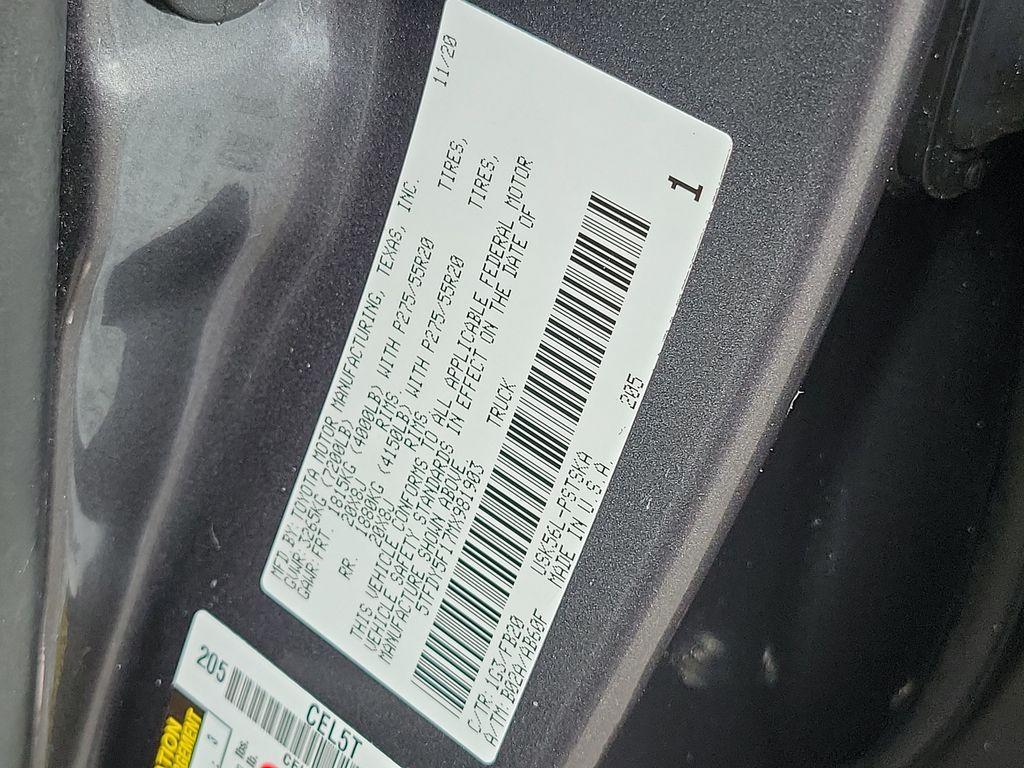 MFD.BY:TOYOTA MOTOR MANUFACTURING, TEXAS, INC. 11/20
GVWR:3265KG (7200LB)
GAWR:FRT. 1815KG (4000LB) WITH P275/55R20 TIRES,
20X8J RIMS,
RR. 1880KG (4150LB) WITH P275/55R20 TIRES,
20X8J RIMS.
THIS VEHICLE CONFORMS TO ALL APPLICABLE FEDERAL MOTOR
VEHICLE SAFETY STANDARDS IN EFFECT ON THE DATE OF
MANUFACTURE SHOWN ABOVE.
5TFDY5F17MX981903 TRUCK
C/TR:1G3/FB20 USK56L-PSTSKA 205
A/TM:B02A/AB60F MADE IN U S A
1
205
CEL5T